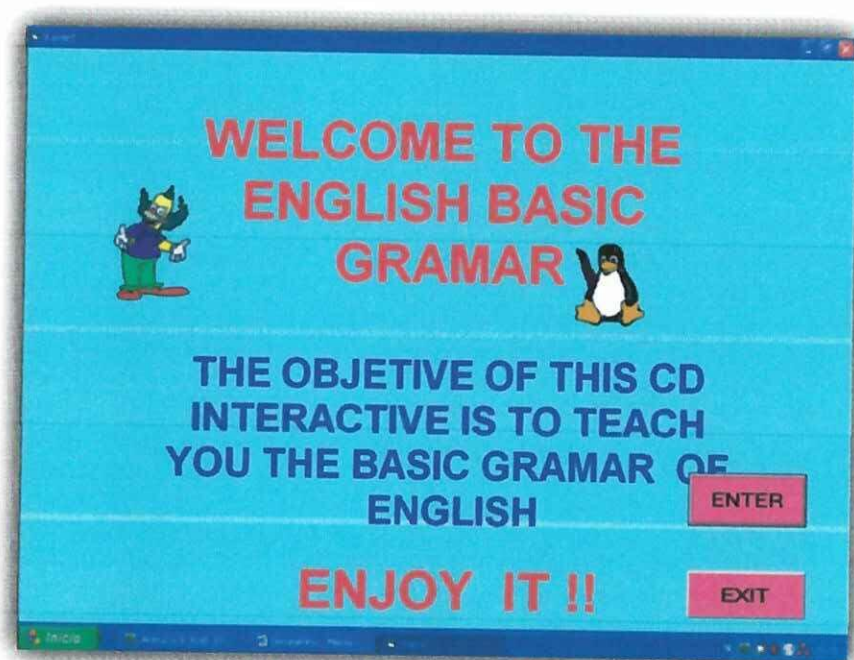 WELCOME TO THE
ENGLISH BASIC
GRAMAR
THE OBJETIVE OF THIS CD
INTERACTIVE IS TO TEACH
YOU THE BASIC GRAMAR OF
ENGLISH
ENTER
ENJOY IT !!
EXIT
Inicio